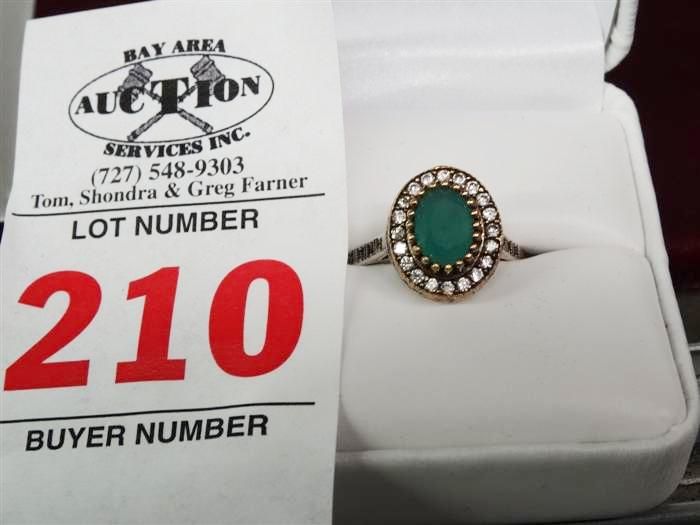 BAY AREA
AUCTION
SERVICES INC.
(727) 548-9303
Tom, Shondra & Greg Farner
LOT NUMBER
210
BUYER NUMBER